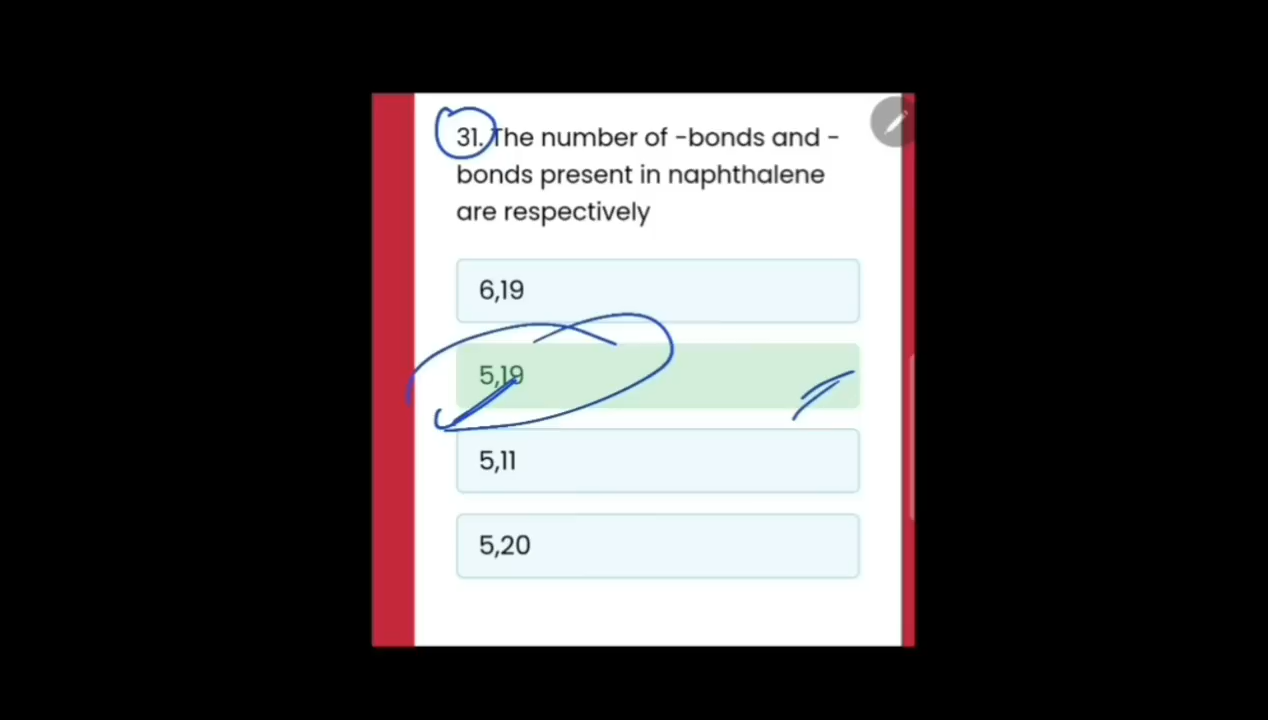 31. The number of -bonds and -
bonds present in naphthalene
are respectively
6,19
5,19
5,11
5,20